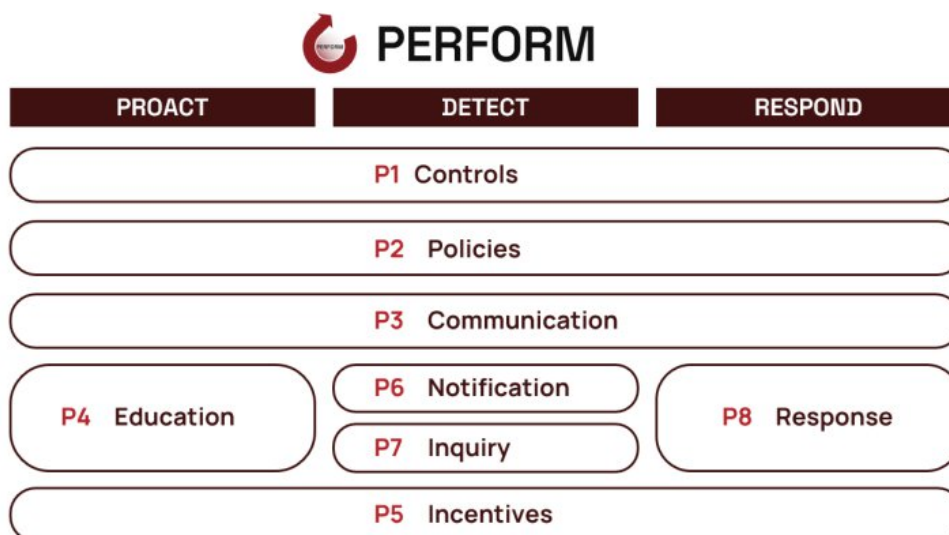 PERFORM
PERFORM
PROACT
DETECT
RESPOND
P1 Controls
P2 Policies
P3 Communication
P4 Education
P6 Notification
P7 Inquiry
P8 Response
P5 Incentives